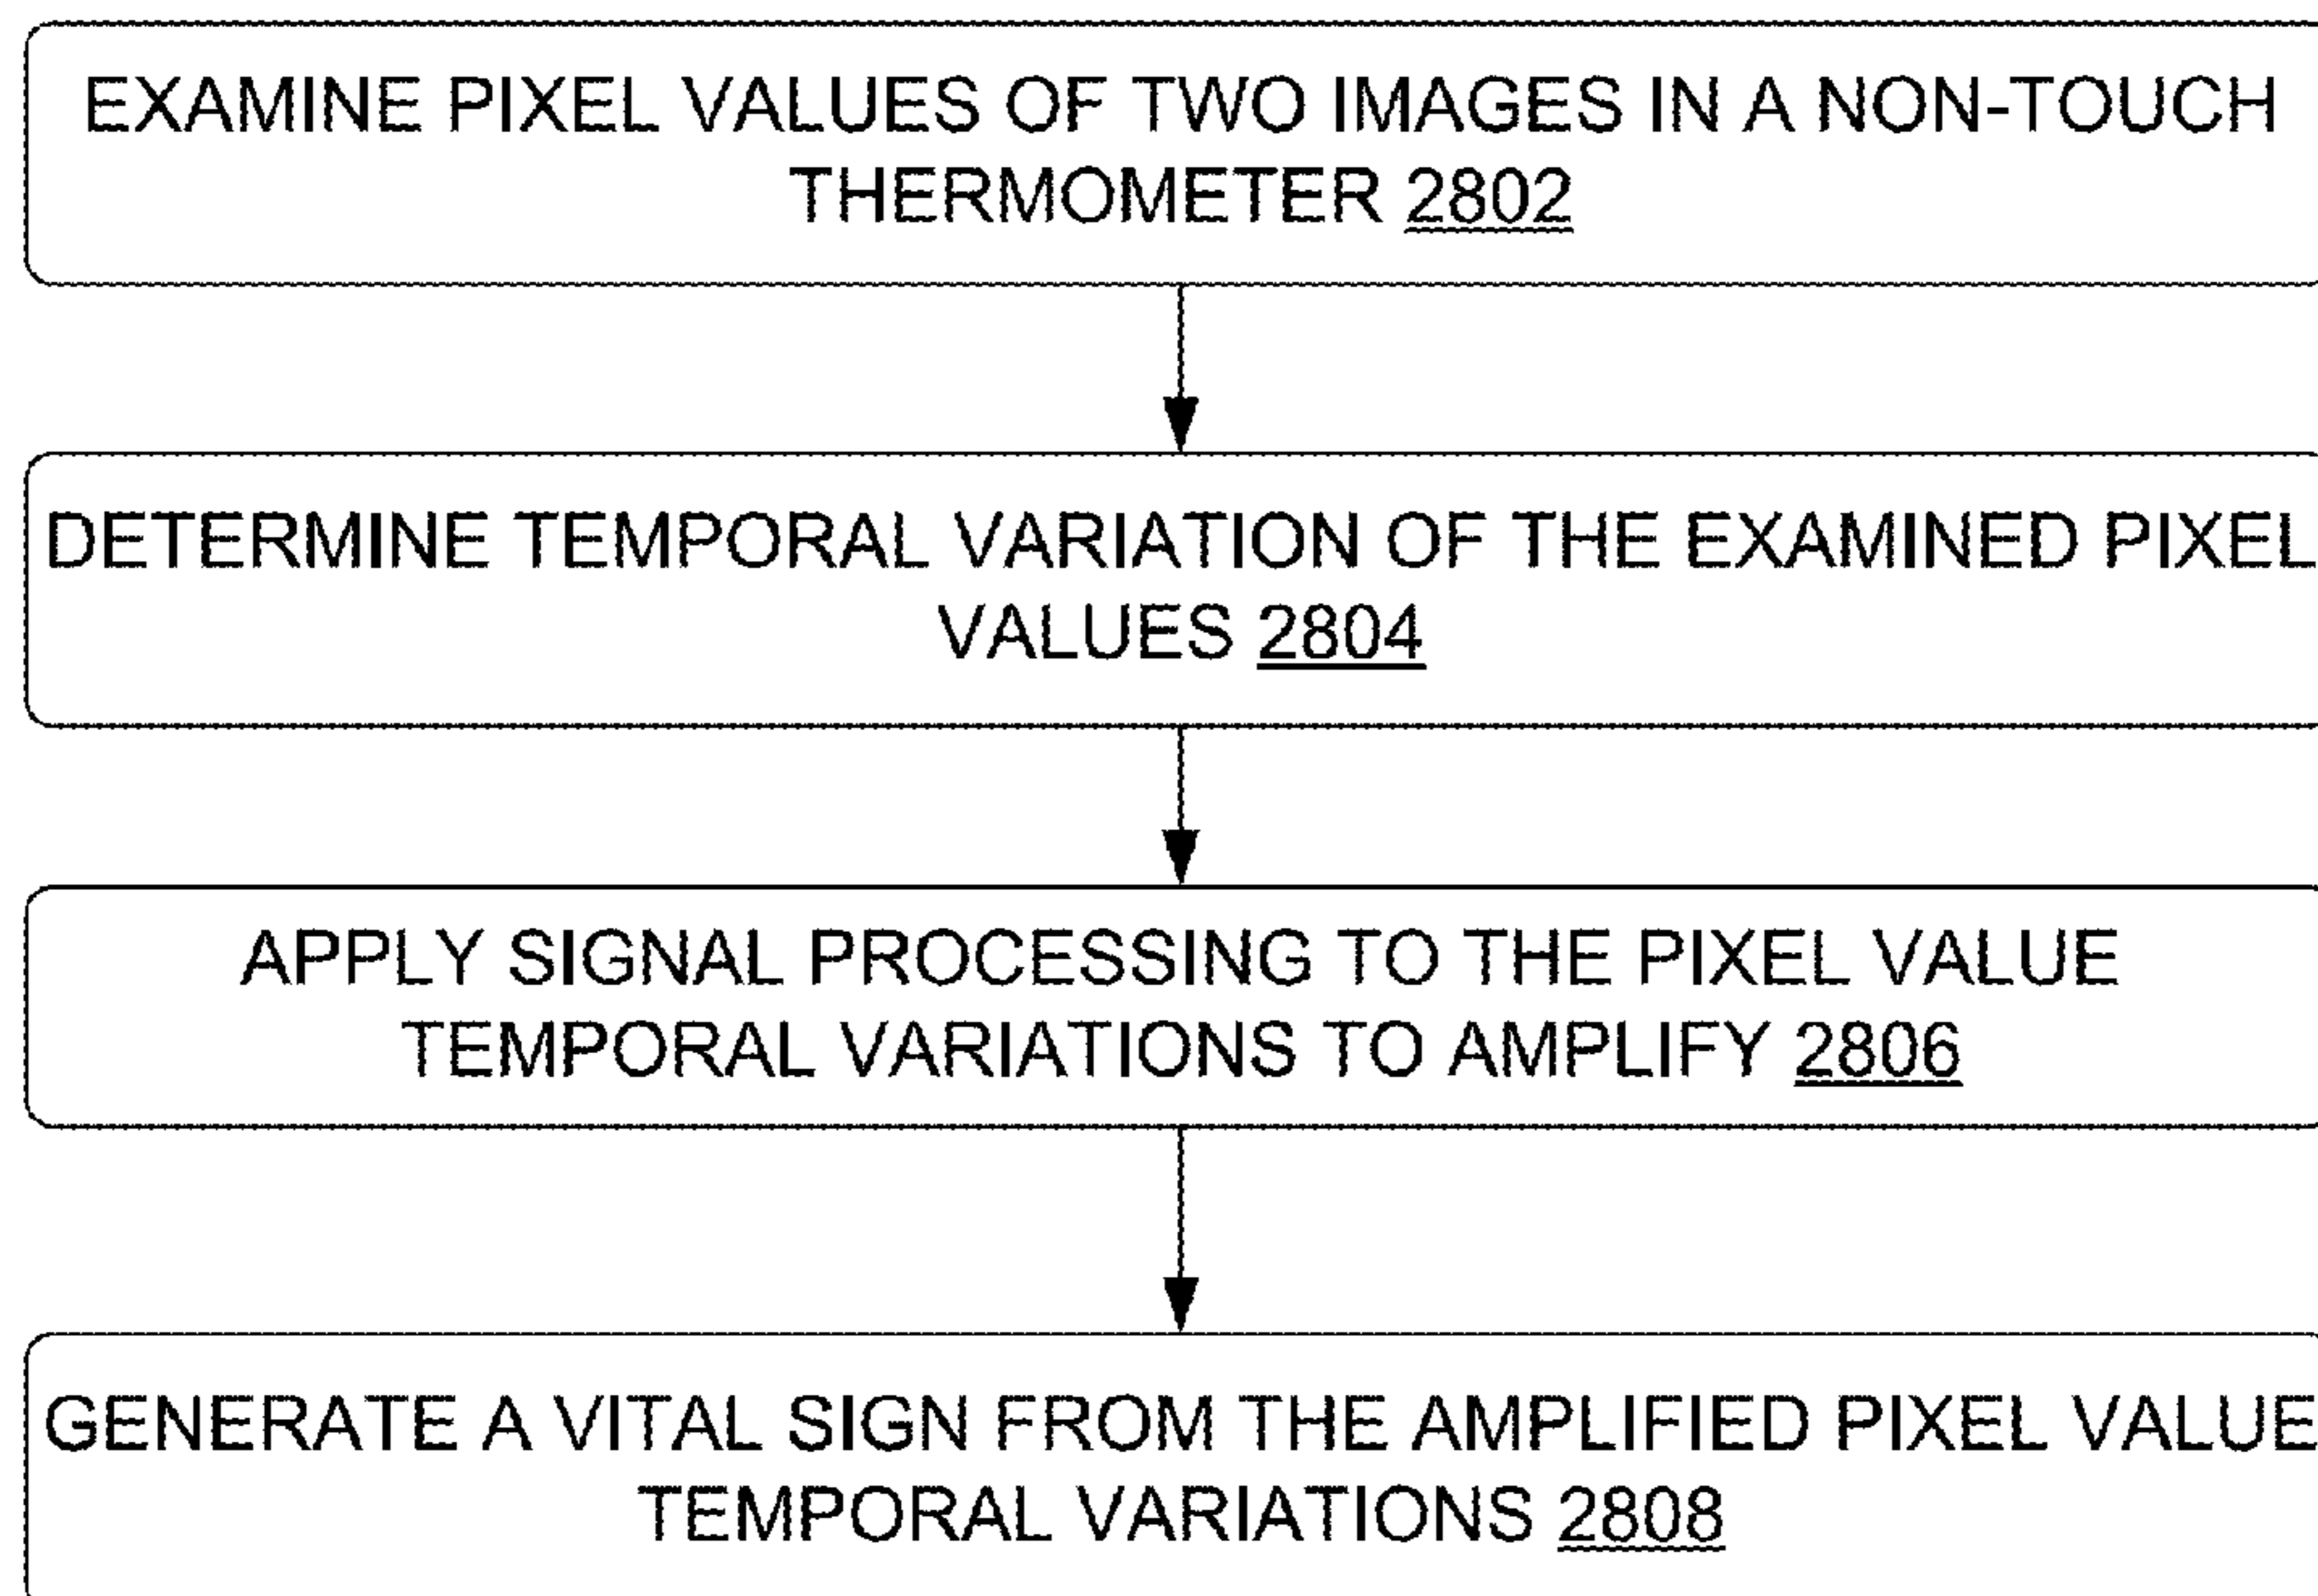 EXAMINE PIXEL VALUES OF TWO IMAGES IN A NON-TOUCH
THERMOMETER 2802
DETERMINE TEMPORAL VARIATION OF THE EXAMINED PIXEL
VALUES 2804
APPLY SIGNAL PROCESSING TO THE PIXEL VALUE
TEMPORAL VARIATIONS TO AMPLIFY 2806
GENERATE A VITAL SIGN FROM THE AMPLIFIED PIXEL VALUE
TEMPORAL VARIATIONS 2808